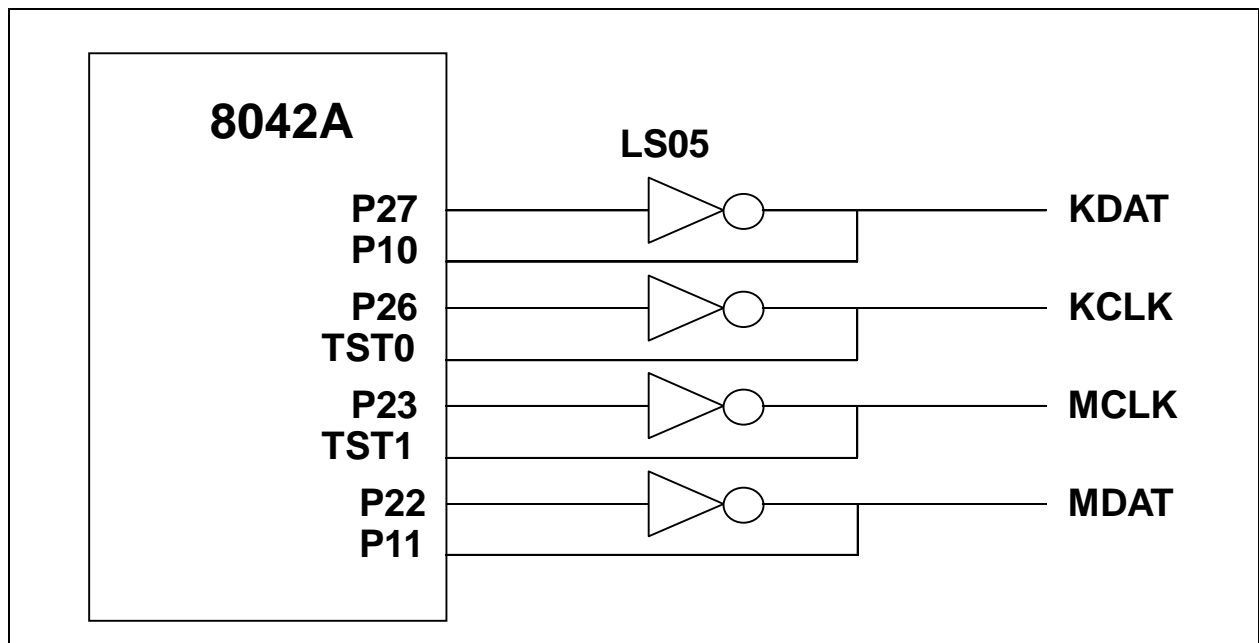 8042A
LS05
P27 KDAT
P10
P26 KCLK
TST0
P23 MCLK
TST1
P22 MDAT
P11